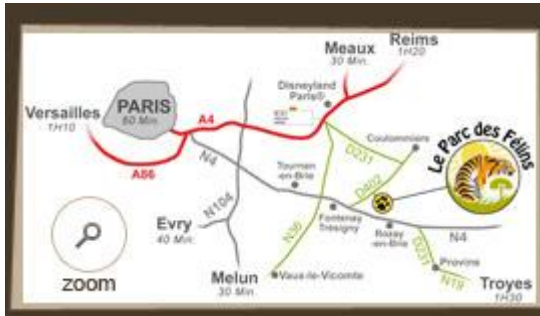 Reims
1H20
Meaux
30 Min.
Disneyland
Paris®
PARIS
60 Min.
Versailles
1H10
A4
A86
N4
Coulommiers
D231
Le Parc des Félins
Tournan
-en-Brie
D402
N104
Fontenay
Trésigny
Rozay
-en-Brie
N4
Evry
40 Min.
N36
D231
Provins
N19
zoom
Melun
30 Min.
Vaux-le-Vicomte
Troyes
1H30